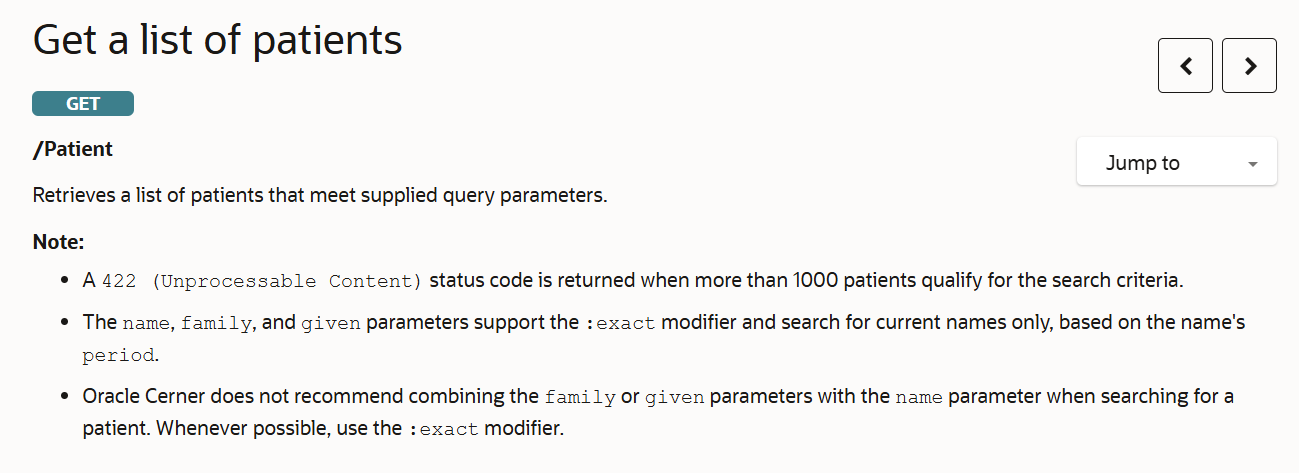 Get a list of patients
GET
/Patient
Jump to
Retrieves a list of patients that meet supplied query parameters.
Note:
• A 422 (Unprocessable Content) status code is returned when more than 1000 patients qualify for the search criteria.
• The name, family, and given parameters support the :exact modifier and search for current names only, based on the name's
period.
• Oracle Cerner does not recommend combining the family or given parameters with the name parameter when searching for a
patient. Whenever possible, use the :exact modifier.